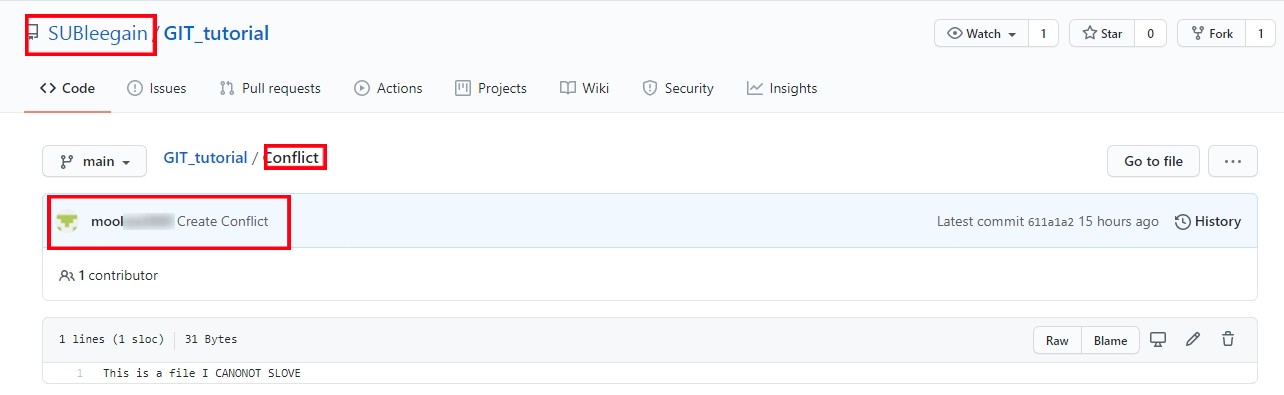 SUBleegain / GIT_tutorial Watch 1 Star 0 Fork 1
Code Issues Pull requests Actions Projects Wiki Security Insights
main GIT_tutorial / Conflict Go to file ...
Create Conflict Latest commit 611a1a2 15 hours ago History
1 contributor
1 lines (1 sloc) 31 Bytes Raw Blame
1 This is a file I CANONOT SLOVE